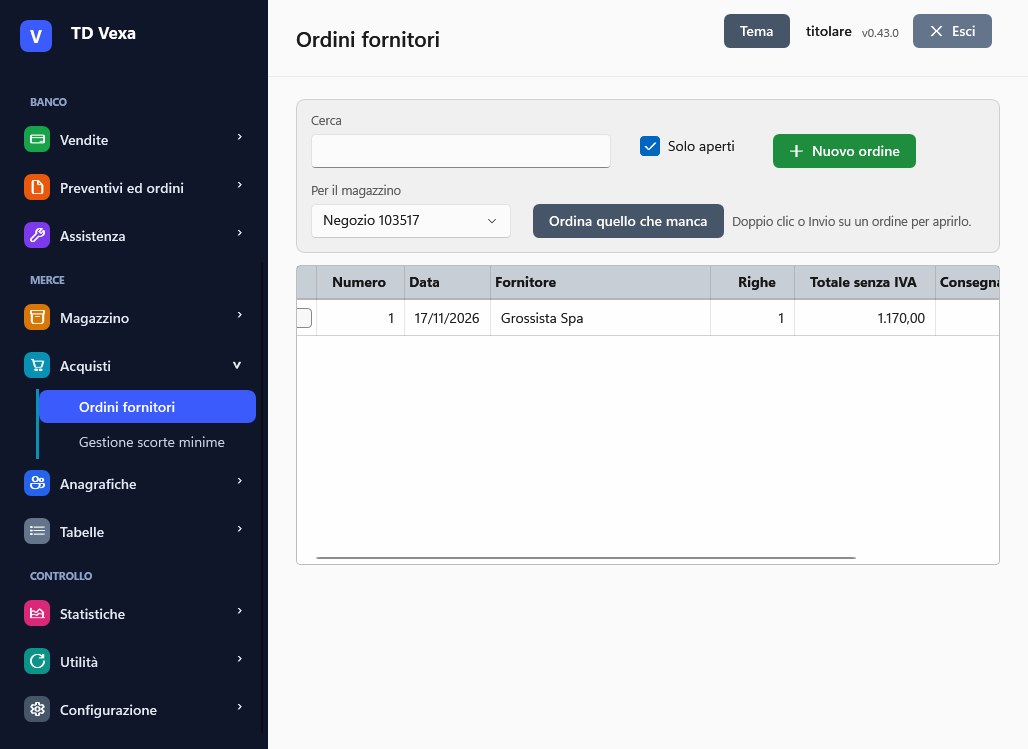 V
TD Vexa
Ordini fornitori
Tema
titolare
v0.43.0
Esci
BANCO
Vendite
Preventivi ed ordini
Assistenza
MERCE
Magazzino
Acquisti
Ordini fornitori
Gestione scorte minime
Anagrafiche
Tabelle
CONTROLLO
Statistiche
Utilità
Configurazione
Cerca
Solo aperti
Nuovo ordine
Per il magazzino
Negozio 103517
Ordina quello che manca
Doppio clic o Invio su un ordine per aprirlo.
Numero Data Fornitore Righe Totale senza IVA Consegna
1 17/11/2026 Grossista Spa 1 1.170,00